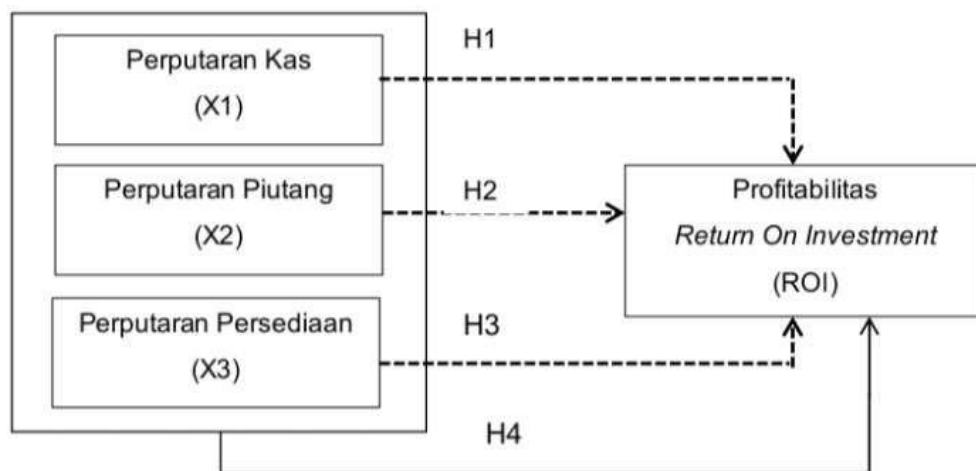 H1
Perputaran Kas
(X1)
Perputaran Piutang
(X2)
H2
Profitabilitas
Return On Investment
(ROI)
Perputaran Persediaan
(X3)
H3
H4